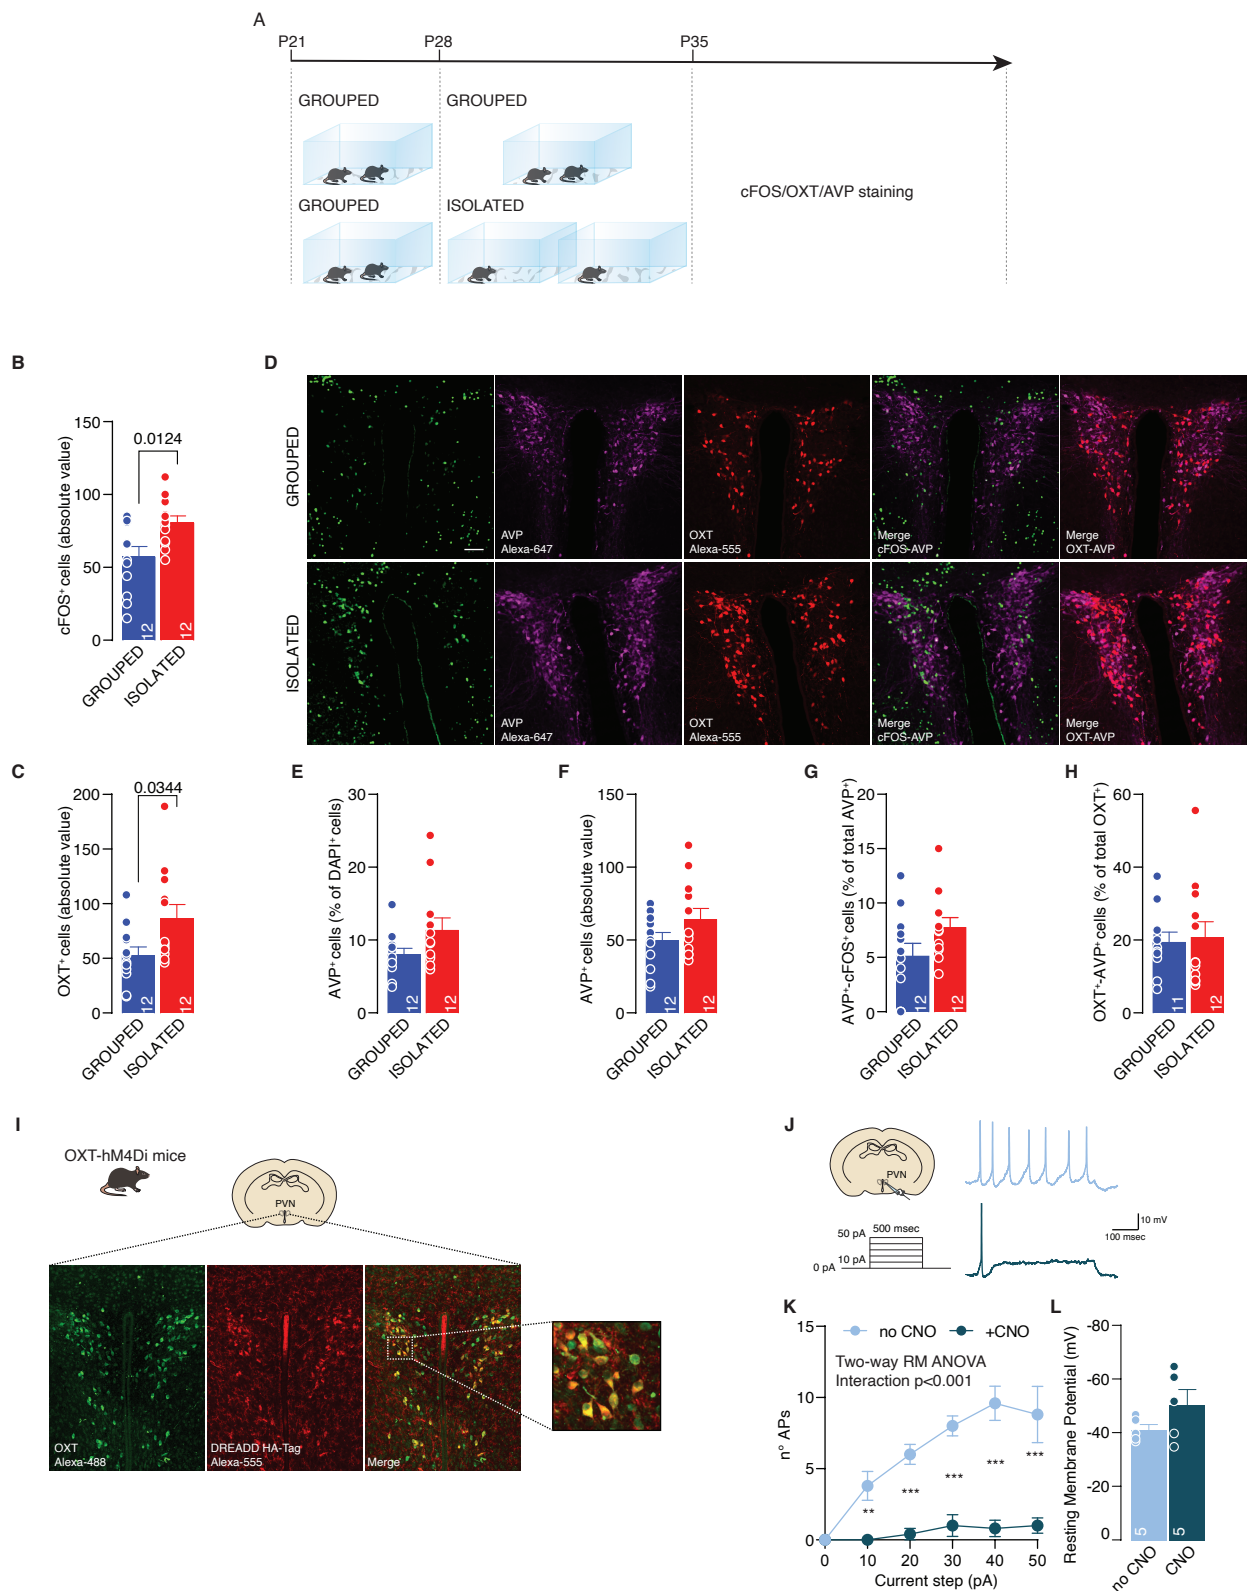 A
P21 P28 P35
GROUPED GROUPED
cFOS/OXT/AVP staining
GROUPED ISOLATED
B
cFOS+ cells (absolute value)
150
100
50
0
0.0124
12 12
GROUPED ISOLATED
D
GROUPED
AVP
Alexa-647
OXT
Alexa-555
Merge
cFOS-AVP
Merge
OXT-AVP
ISOLATED
AVP
Alexa-647
OXT
Alexa-555
Merge
cFOS-AVP
Merge
OXT-AVP
C
OXT+ cells (absolute value)
200
150
100
50
0
0.0344
12 12
GROUPED ISOLATED
E
AVP+ cells (% of DAPI+ cells)
30
20
10
0
12 12
GROUPED ISOLATED
F
AVP+ cells (absolute value)
150
100
50
0
12 12
GROUPED ISOLATED
G
AVP+-cFOS+ cells (% of total AVP+)
20
15
10
5
0
12 12
GROUPED ISOLATED
H
OXT+-AVP+ cells (% of total OXT+)
60
40
20
0
11 12
GROUPED ISOLATED
I
OXT-hM4Di mice
PVN
OXT
Alexa-488
DREADD HA-Tag
Alexa-555
Merge
J
PVN
50 pA 500 msec
10 pA
0 pA
10 mV
100 msec
K
no CNO +CNO
Two-way RM ANOVA
Interaction p<0.001
n° APs
15
10
5
0
** *** *** *** ***
0 10 20 30 40 50
Current step (pA)
L
Resting Membrane Potential (mV)
-80
-60
-40
-20
0
5 5
no CNO CNO